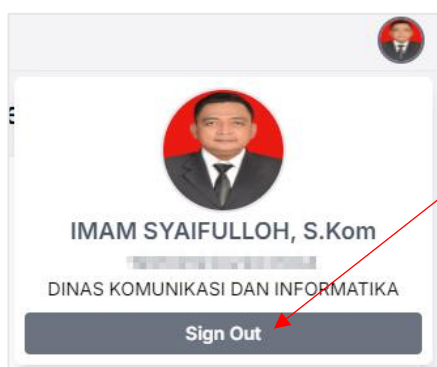 IMAM SYAIFULLOH, S.Kom
DINAS KOMUNIKASI DAN INFORMATIKA
Sign Out